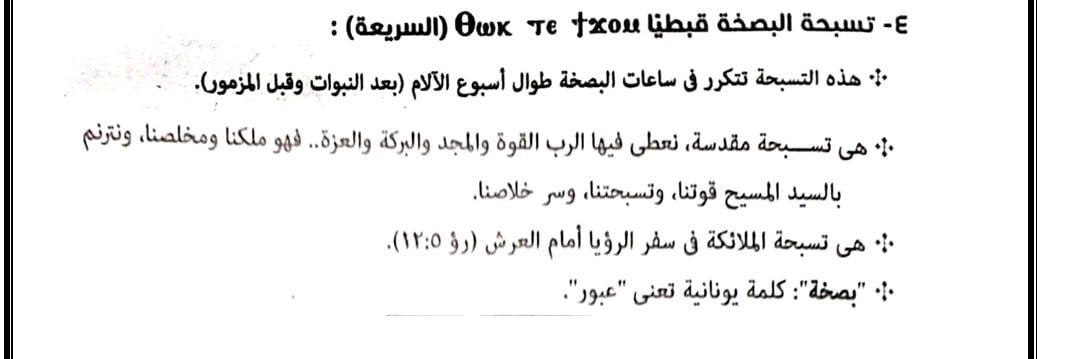 ٤- تسبحة البصخة قبطيًا Θωκ τε ϯϫⲟⲙ (السريعة) :
هذه التسبحة تتكرر فى ساعات البصخة طوال أسبوع الآلام (بعد النبوات وقبل المزمور).
هى تسبحة مقدسة، نعطى فيها الرب القوة والمجد والبركة والعزة.. فهو ملكنا ومخلصنا، ونترنم
بالسيد المسيح قوتنا، وتسبحتنا، وسر خلاصنا.
هى تسبحة الملائكة فى سفر الرؤيا أمام العرش (رؤ ١٢:٥).
"بصخة": كلمة يونانية تعنى "عبور".